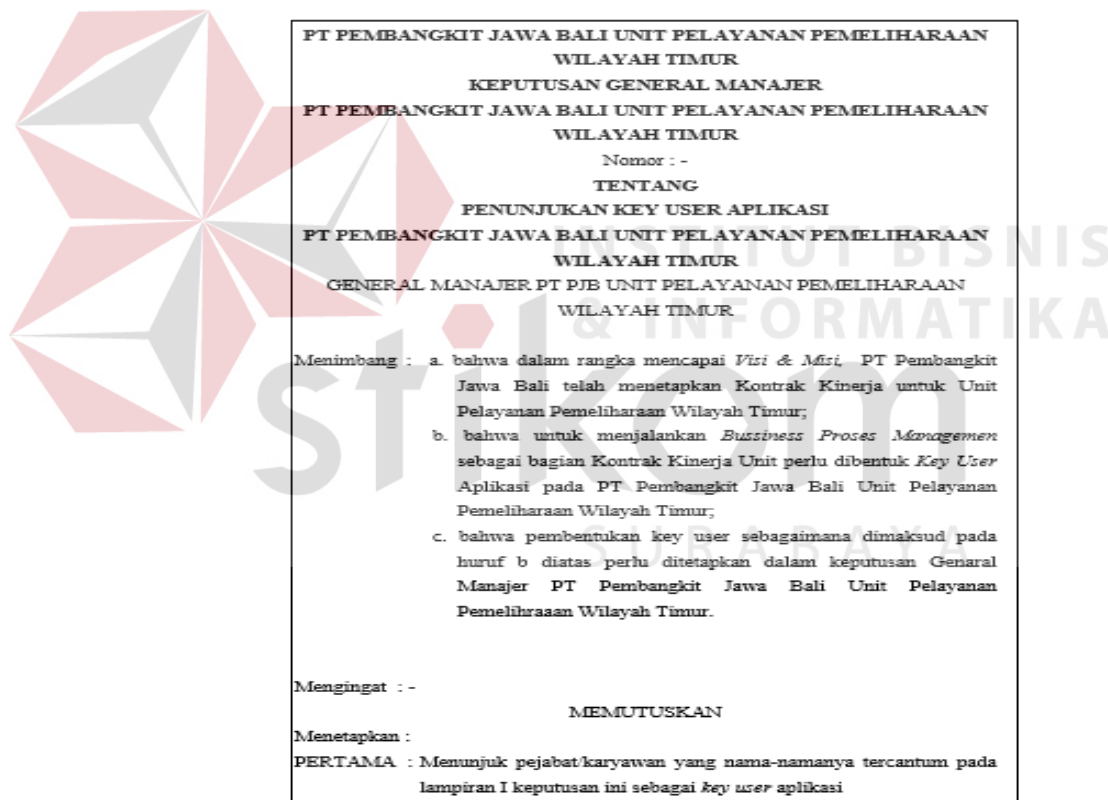 PT PEMBANGKIT JAWA BALI UNIT PELAYANAN PEMELIHARAAN
WILAYAH TIMUR
KEPUTUSAN GENERAL MANAJER
PT PEMBANGKIT JAWA BALI UNIT PELAYANAN PEMELIHARAAN
WILAYAH TIMUR
Nomor : -
TENTANG
PENUNJUKAN KEY USER APLIKASI
PT PEMBANGKIT JAWA BALI UNIT PELAYANAN PEMELIHARAAN
WILAYAH TIMUR
GENERAL MANAJER PT PJB UNIT PELAYANAN PEMELIHARAAN
WILAYAH TIMUR
INSTITUT BISNIS
& INFORMATIKA
stikom
SURABAYA
Menimbang : a. bahwa dalam rangka mencapai Visi & Misi, PT Pembangkit
Jawa Bali telah menetapkan Kontrak Kinerja untuk Unit
Pelayanan Pemeliharaan Wilayah Timur;
b. bahwa untuk menjalankan Bussiness Proses Managemen
sebagai bagian Kontrak Kinerja Unit perlu dibentuk Key User
Aplikasi pada PT Pembangkit Jawa Bali Unit Pelayanan
Pemeliharaan Wilayah Timur;
c. bahwa pembentukan key user sebagaimana dimaksud pada
huruf b diatas perlu ditetapkan dalam keputusan Genaral
Manajer PT Pembangkit Jawa Bali Unit Pelayanan
Pemelihraaan Wilayah Timur.
Mengingat : -
MEMUTUSKAN
Menetapkan :
PERTAMA : Menunjuk pejabat/karyawan yang nama-namanya tercantum pada
lampiran I keputusan ini sebagai key user aplikasi